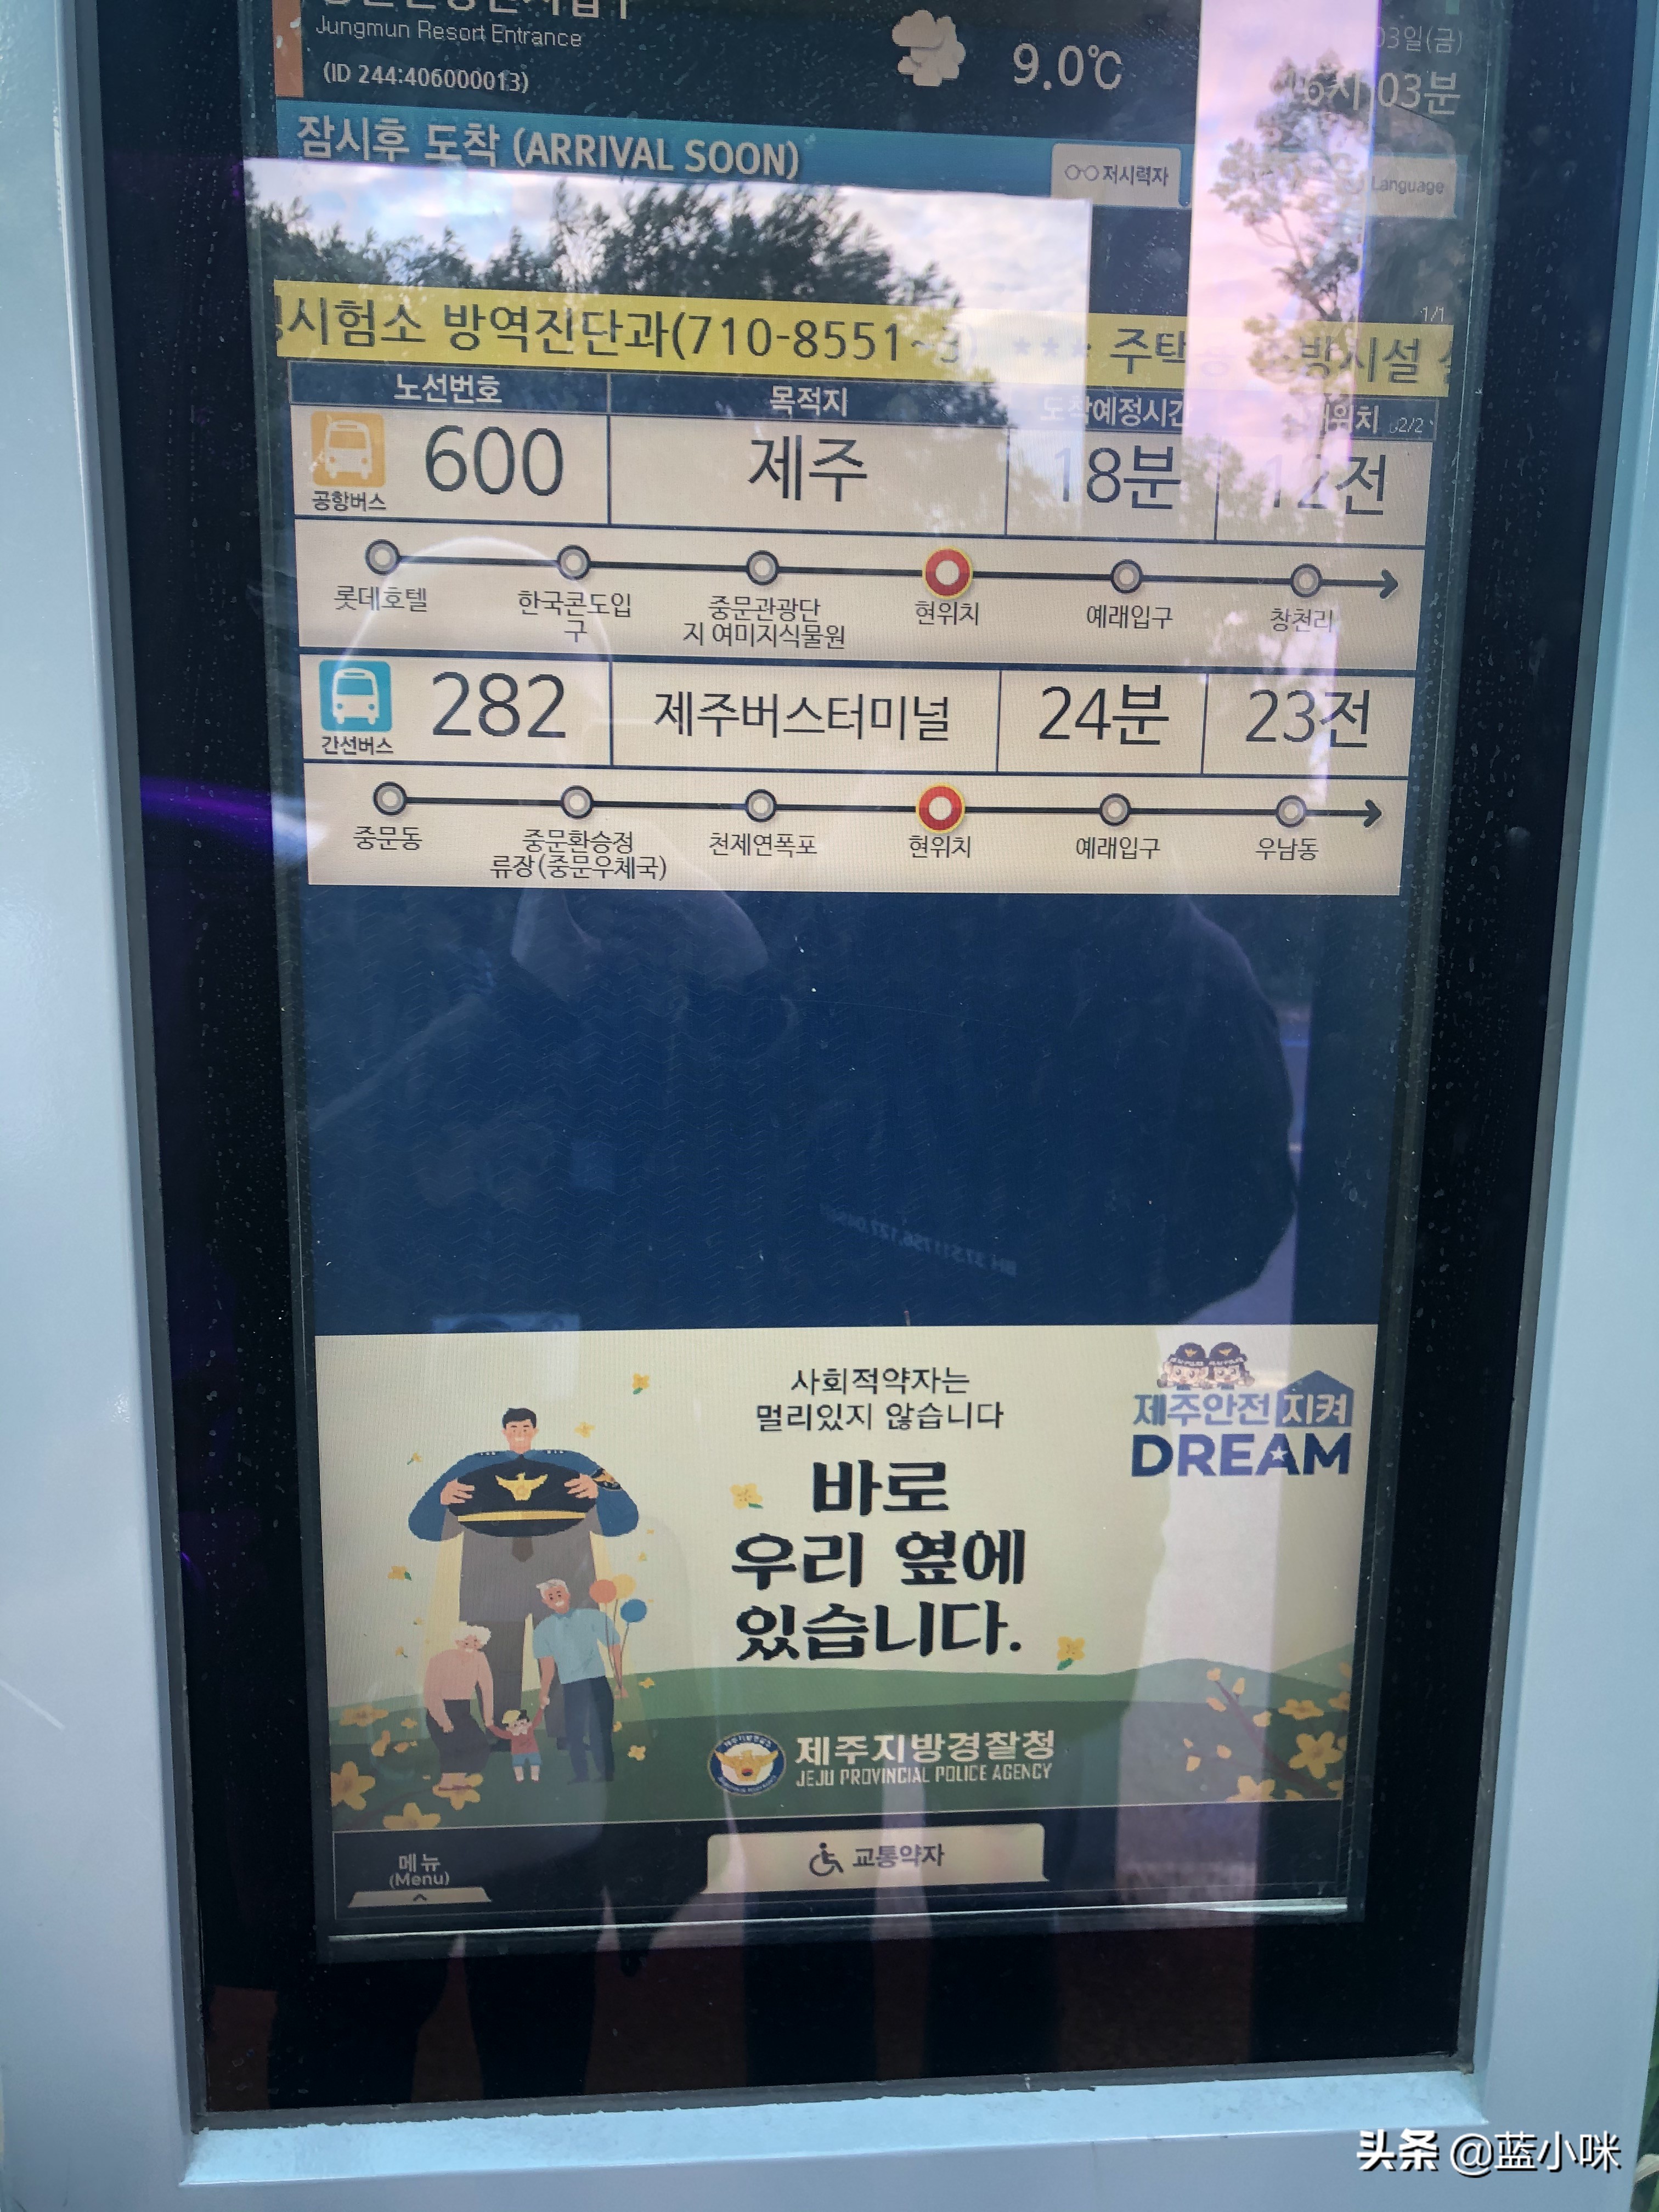 Jungmun Resort Entrance
(ID 244:406000013)
9.0℃
03일(금)
03분
잠시후 도착 (ARRIVAL SOON)
저시력자
Language
1/1
시험소 방역진단과(710-8551~3) *** 주택
방시설
노선번호 목적지 도착예정시간 위치 2/2
공항버스 600 제주 18분 12전
롯데호텔 한국콘도입구 중문관광단지 여미지식물원 현위치 예래입구 창천리
간선버스 282 제주버스터미널 24분 23전
중문동 중문환승정류장(중문우체국) 천제연폭포 현위치 예래입구 우남동
사회적약자는
멀리있지 않습니다
바로
우리 옆에
있습니다.
제주안전 지켜
DREAM
제주지방경찰청
JEJU PROVINCIAL POLICE AGENCY
메뉴
(Menu)
교통약자
头条 @蓝小咪